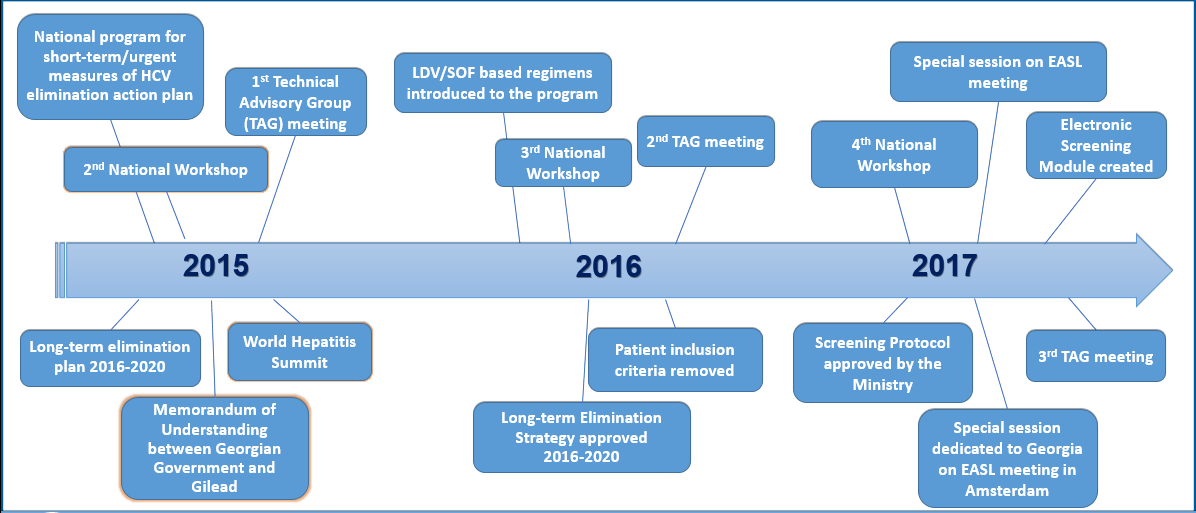 National program for
short-term/urgent
measures of HCV
elimination action plan
2nd National Workshop
1st Technical
Advisory Group
(TAG) meeting
LDV/SOF based regimens
introduced to the program
3rd National
Workshop
2nd TAG meeting
Special session on EASL
meeting
4th National
Workshop
Electronic
Screening
Module created
2015
2016
2017
Long-term elimination
plan 2016-2020
World Hepatitis
Summit
Memorandum of
Understanding
between Georgian
Government and
Gilead
Patient inclusion
criteria removed
Long-term Elimination
Strategy approved
2016-2020
Screening Protocol
approved by the
Ministry
3rd TAG meeting
Special session
dedicated to Georgia
on EASL meeting in
Amsterdam